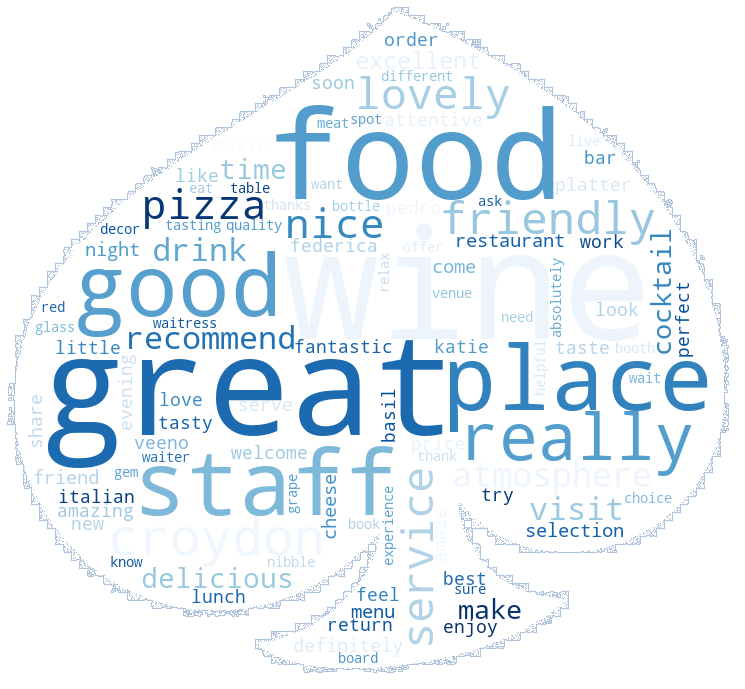 order
excellent
soon different
lovely
food
meat spot attentive
music live
bar
like time
platter
eat table want
pizza thanks bottle pedro ask
nice friendly
decor tasting quality
restaurant work
night drink federica offer
wine
good come
relax cocktail
venue absolutely perfect
red
glass waitress need look
recommend
little fantastic katie taste booth
great place
helpful wait
evening love serve basil
share tasty
really
veeno welcome price
waiter thank
friend gem staff atmosphere
italian grape cheese try choice
amazing visit
new book experience service amaze selection
croydon
know nibble
delicious best
lunch feel sure
menu make
return enjoy
definitely
board